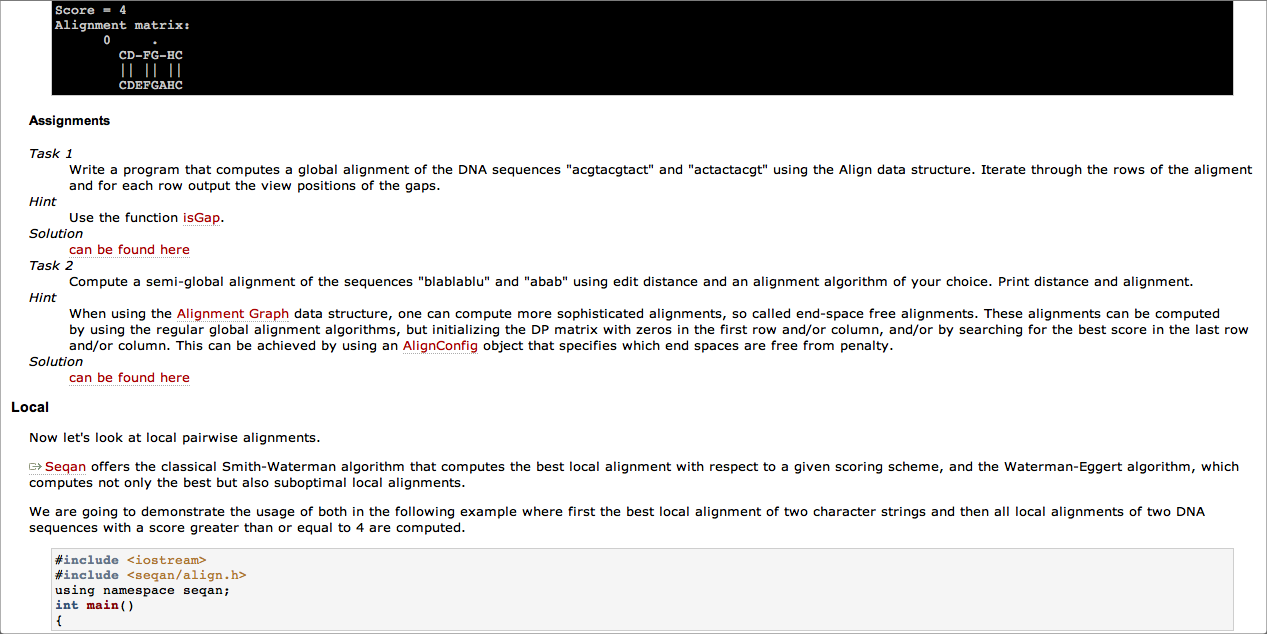 Score = 4
Alignment matrix:
0     .
CD-FG-HC
|| || ||
CDEFGAHC
Assignments
Task 1
Write a program that computes a global alignment of the DNA sequences "acgtacgtact" and "actactacgt" using the Align data structure. Iterate through the rows of the aligment
and for each row output the view positions of the gaps.
Hint
Use the function isGap.
Solution
can be found here
Task 2
Compute a semi-global alignment of the sequences "blablablu" and "abab" using edit distance and an alignment algorithm of your choice. Print distance and alignment.
Hint
When using the Alignment Graph data structure, one can compute more sophisticated alignments, so called end-space free alignments. These alignments can be computed
by using the regular global alignment algorithms, but initializing the DP matrix with zeros in the first row and/or column, and/or by searching for the best score in the last row
and/or column. This can be achieved by using an AlignConfig object that specifies which end spaces are free from penalty.
Solution
can be found here
Local
Now let's look at local pairwise alignments.
Seqan offers the classical Smith-Waterman algorithm that computes the best local alignment with respect to a given scoring scheme, and the Waterman-Eggert algorithm, which
computes not only the best but also suboptimal local alignments.
We are going to demonstrate the usage of both in the following example where first the best local alignment of two character strings and then all local alignments of two DNA
sequences with a score greater than or equal to 4 are computed.
#include <iostream>
#include <seqan/align.h>
using namespace seqan;
int main()
{